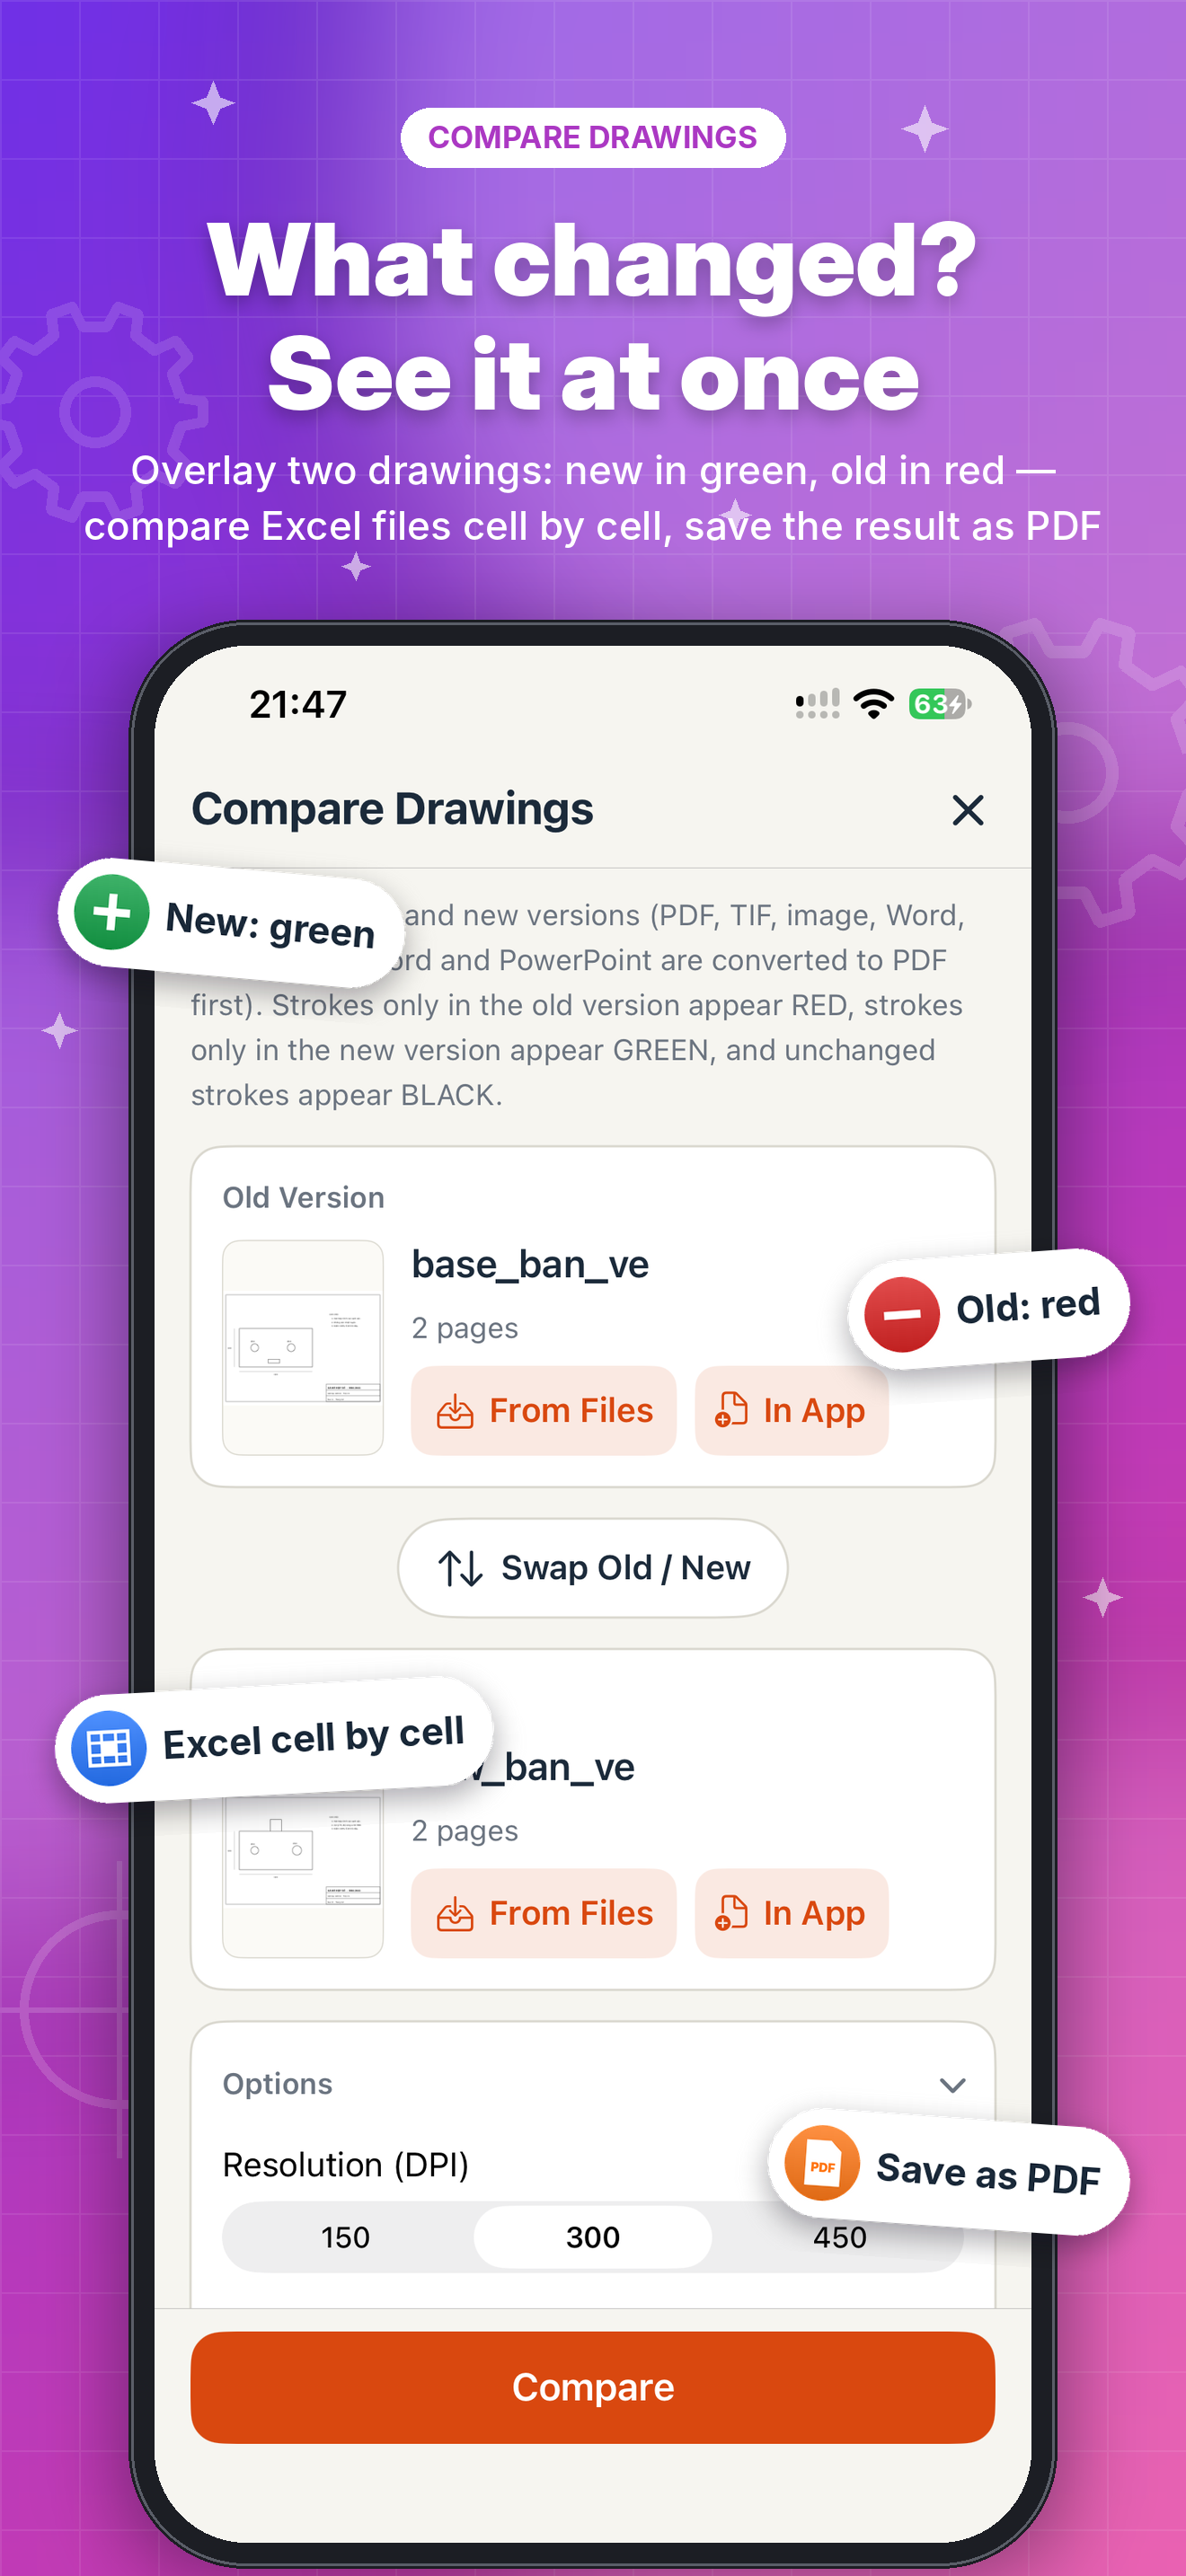 COMPARE DRAWINGS
What changed?
See it at once
Overlay two drawings: new in green, old in red —
compare Excel files cell by cell, save the result as PDF
21:47
63
Compare Drawings
New: green
and new versions (PDF, TIF, image, Word,
and PowerPoint are converted to PDF
first). Strokes only in the old version appear RED, strokes
only in the new version appear GREEN, and unchanged
strokes appear BLACK.
Old Version
base_ban_ve
Old: red
2 pages
From Files
In App
Swap Old / New
Excel cell by cell
_ban_ve
2 pages
From Files
In App
Options
Resolution (DPI)
PDF
Save as PDF
150
300
450
Compare